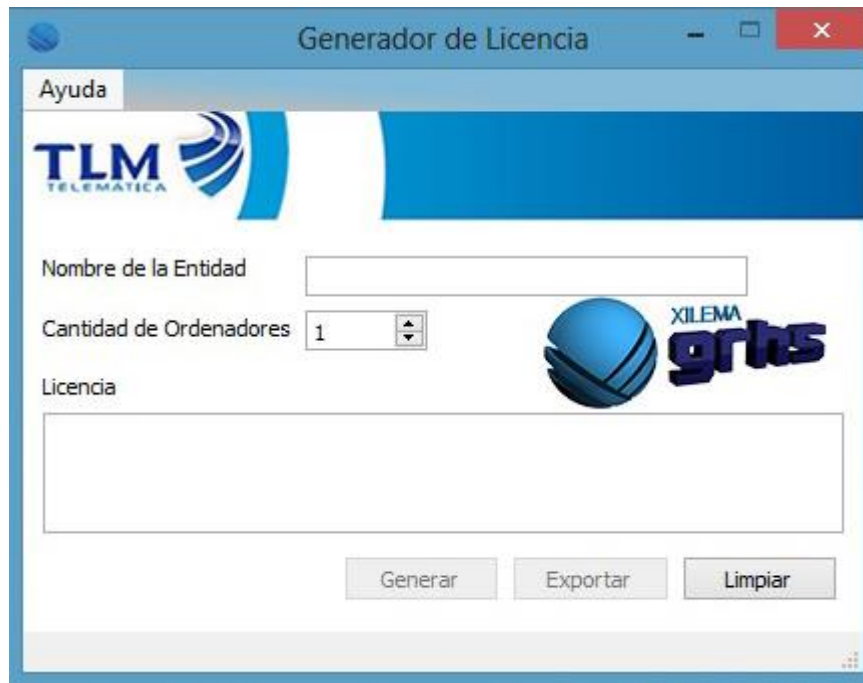 Generador de Licencia
Ayuda
TLM
TELEMATICA
Nombre de la Entidad
Cantidad de Ordenadores 1
XILEMA
grhs
Licencia
Generar Exportar Limpiar